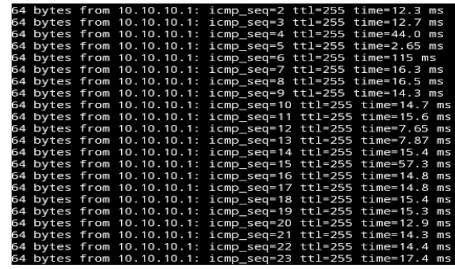 64 bytes from 10.10.10.1: icmp_seq=2 ttl=255 time=12.3 ms
64 bytes from 10.10.10.1: icmp_seq=3 ttl=255 time=12.7 ms
64 bytes from 10.10.10.1: icmp_seq=4 ttl=255 time=44.0 ms
64 bytes from 10.10.10.1: icmp_seq=5 ttl=255 time=2.65 ms
64 bytes from 10.10.10.1: icmp_seq=6 ttl=255 time=115 ms
64 bytes from 10.10.10.1: icmp_seq=7 ttl=255 time=16.3 ms
64 bytes from 10.10.10.1: icmp_seq=8 ttl=255 time=16.5 ms
64 bytes from 10.10.10.1: icmp_seq=9 ttl=255 time=14.3 ms
64 bytes from 10.10.10.1: icmp_seq=10 ttl=255 time=14.7 ms
64 bytes from 10.10.10.1: icmp_seq=11 ttl=255 time=15.6 ms
64 bytes from 10.10.10.1: icmp_seq=12 ttl=255 time=7.65 ms
64 bytes from 10.10.10.1: icmp_seq=13 ttl=255 time=7.87 ms
64 bytes from 10.10.10.1: icmp_seq=14 ttl=255 time=15.4 ms
64 bytes from 10.10.10.1: icmp_seq=15 ttl=255 time=57.3 ms
64 bytes from 10.10.10.1: icmp_seq=16 ttl=255 time=14.8 ms
64 bytes from 10.10.10.1: icmp_seq=17 ttl=255 time=14.8 ms
64 bytes from 10.10.10.1: icmp_seq=18 ttl=255 time=15.4 ms
64 bytes from 10.10.10.1: icmp_seq=19 ttl=255 time=15.3 ms
64 bytes from 10.10.10.1: icmp_seq=20 ttl=255 time=12.9 ms
64 bytes from 10.10.10.1: icmp_seq=21 ttl=255 time=14.3 ms
64 bytes from 10.10.10.1: icmp_seq=22 ttl=255 time=14.4 ms
64 bytes from 10.10.10.1: icmp_seq=23 ttl=255 time=17.4 ms